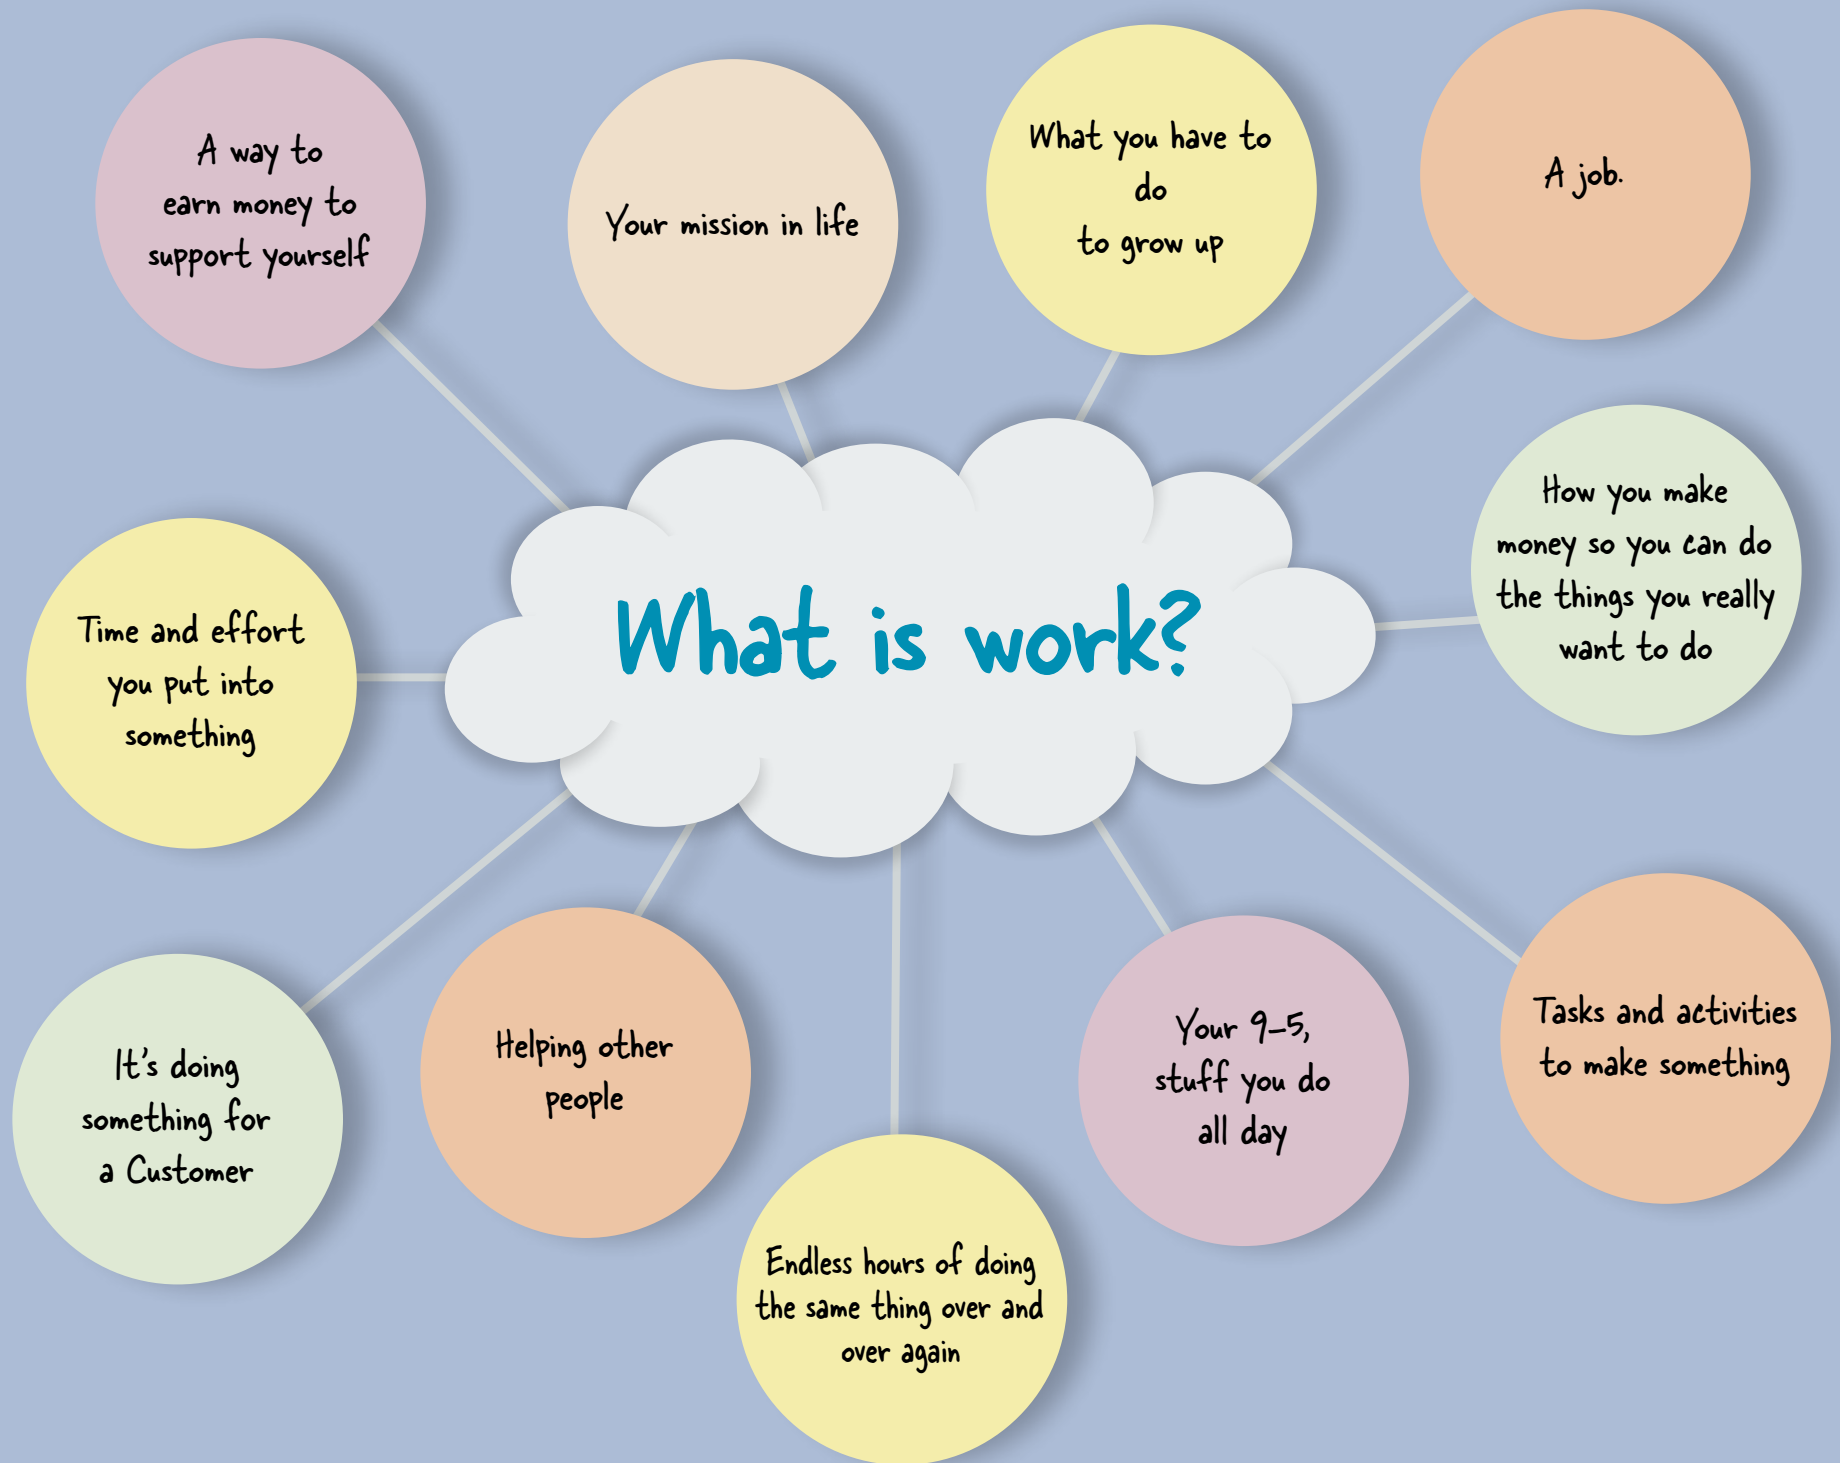 A way to
earn money to
support yourself
Your mission in life
What you have to
do
to grow up
A job.
How you make
money so you can do
the things you really
want to do
What is work?
Time and effort
you put into
something
It's doing
something for
a Customer
Helping other
people
Endless hours of doing
the same thing over and
over again
Your 9–5,
stuff you do
all day
Tasks and activities
to make something